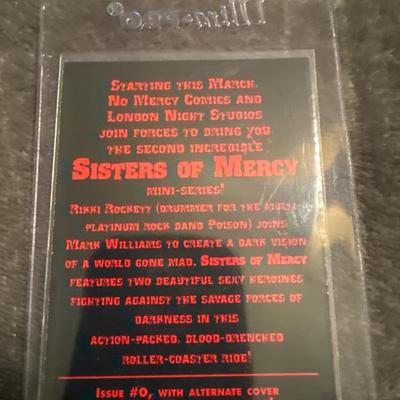 Ultra-PRO®
Starting this March,
No Mercy Comics and
London Night Studios
join forces to bring you
the second incredible
Sisters of Mercy
mini-series!
Rikki Rockett (drummer for the multi-
platinum rock band Poison) joins
Mark Williams to create a dark vision
of a world gone mad. Sisters of Mercy
features two beautiful sexy heroines
fighting against the savage forces of
darkness in this
action-packed, blood-drenched
roller-coaster ride!
Issue #0, with alternate cover